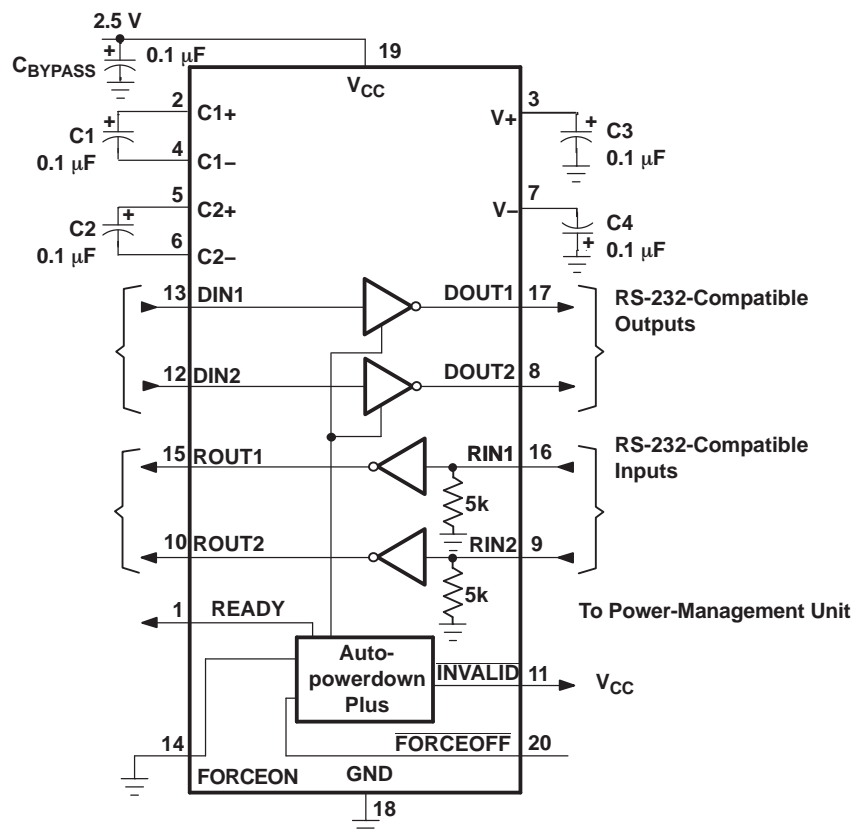 2.5 V
CBYPASS
+
0.1 μF
19
VCC
2
C1+
C1
+
0.1 μF
4
C1–
5
C2+
C2
+
0.1 μF
6
C2–
3
V+
+
C3
0.1 μF
7
V–
C4
+
0.1 μF
13
DIN1
DOUT1
17
RS-232-Compatible
Outputs
12
DIN2
DOUT2
8
15
ROUT1
RIN1
16
RS-232-Compatible
Inputs
5k
10
ROUT2
RIN2
9
5k
1
READY
To Power-Management Unit
Auto-
powerdown
Plus
INVALID
11
VCC
14
FORCEON
GND
FORCEOFF
20
18